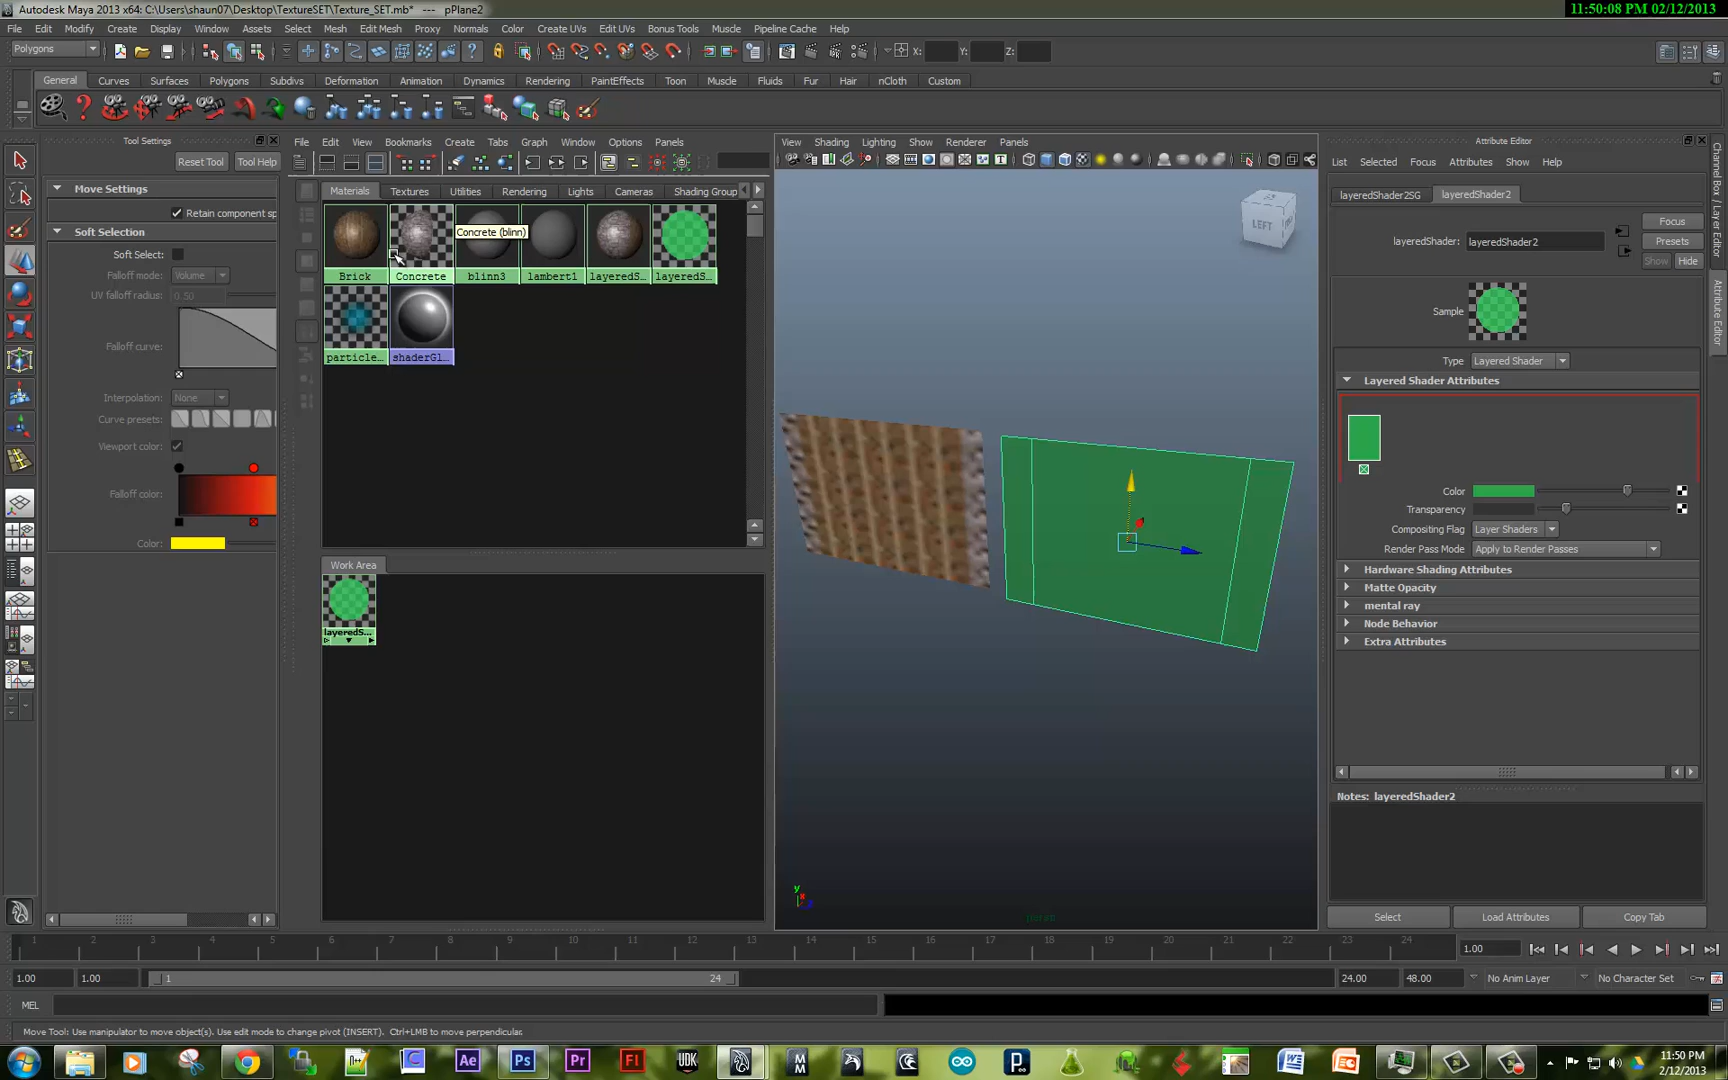 Autodesk Maya 2013 x64: C:\Users\shaun07\Desktop\TextureSET\Texture_SET.mb* --- pPlane2
11:50:08 PM 02/12/2013
File Edit Modify Create Display Window Assets Select Mesh Edit Mesh Proxy Normals Color Create UVs Edit UVs Bonus Tools Muscle Pipeline Cache Help
Polygons X: Y: Z:
General Curves Surfaces Polygons Subdivs Deformation Animation Dynamics Rendering PaintEffects Toon Muscle Fluids Fur Hair nCloth Custom
Tool Settings
Reset Tool Tool Help
Move Settings
Retain component sp
Soft Selection
Soft Select:
Falloff mode: Volume
UV falloff radius: 0.50
Falloff curve:
Interpolation: None
Curve presets:
Viewport color:
Falloff color:
Color:
File Edit View Bookmarks Create Tabs Graph Window Options Panels
Materials Textures Utilities Rendering Lights Cameras Shading Group
Concrete (blinn)
Brick Concrete blinn3 lambert1 layeredS... layeredS...
particle... shaderGl...
Work Area
layeredS...
View Shading Lighting Show Renderer Panels
LEFT
y
persp
Attribute Editor
List Selected Focus Attributes Show Help
layeredShader2SG layeredShader2
Focus
layeredShader: layeredShader2 Presets
Show Hide
Sample
Type Layered Shader
Layered Shader Attributes
Color
Transparency
Compositing Flag Layer Shaders
Render Pass Mode Apply to Render Passes
Hardware Shading Attributes
Matte Opacity
mental ray
Node Behavior
Extra Attributes
Notes: layeredShader2
Select Load Attributes Copy Tab
Channel Box / Layer Editor
Attribute Editor
1 2 3 4 5 6 7 8 9 10 11 12 13 14 15 16 17 18 19 20 21 22 23 24 1.00
1.00 1.00 1 24 24.00 48.00 No Anim Layer No Character Set
MEL
Move Tool: Use manipulator to move object(s). Use edit mode to change pivot (INSERT). Ctrl+LMB to move perpendicular.
Ae Ps Pr Fl UDK
11:50 PM
2/12/2013